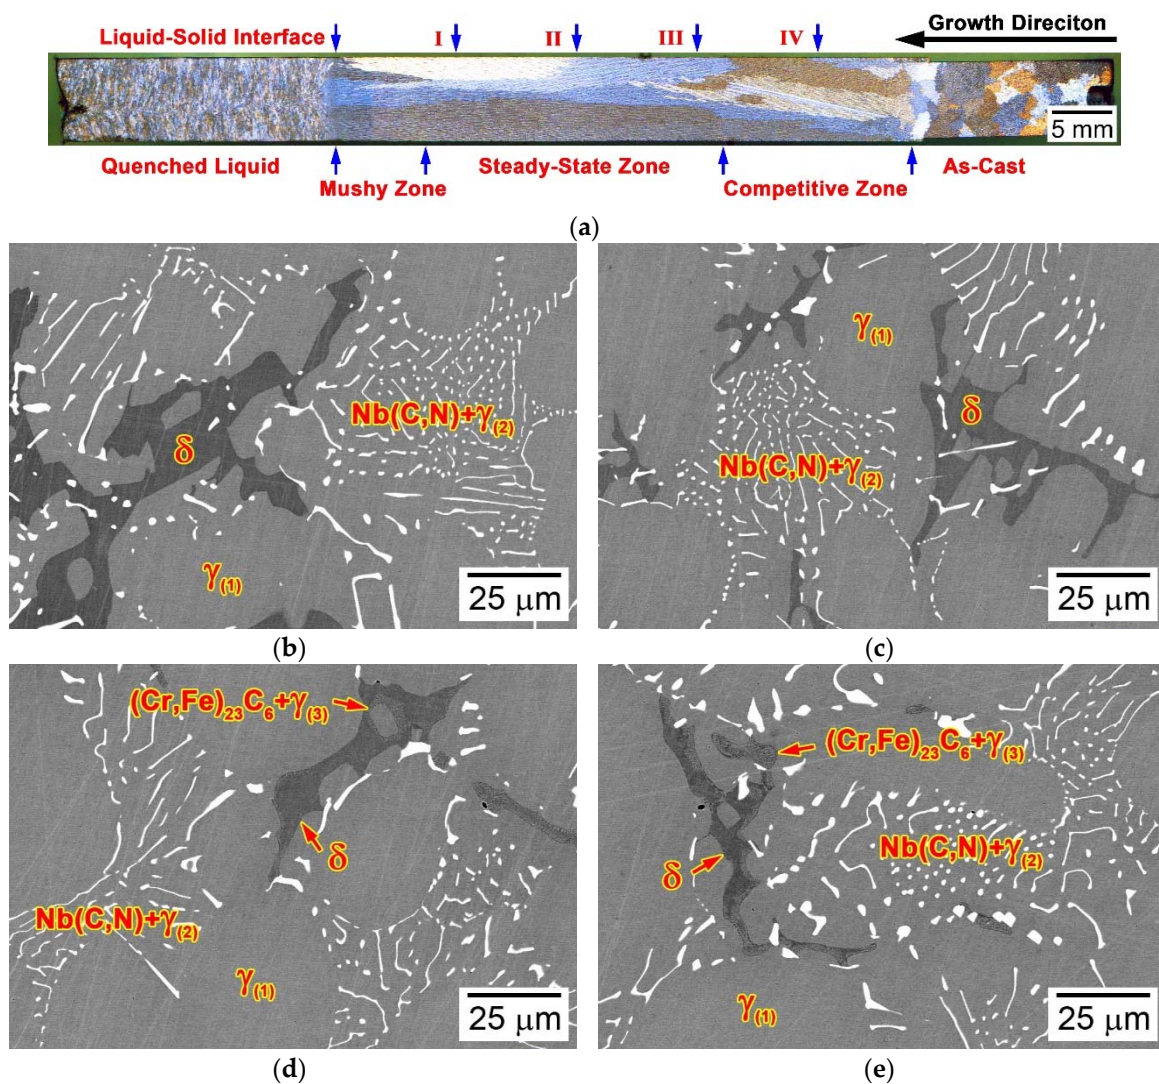 Growth Direciton
Liquid-Solid Interface
I
II
III
IV
5 mm
Quenched Liquid
Mushy Zone
Steady-State Zone
Competitive Zone
As-Cast
(a)
δ
Nb(C,N)+γ(2)
γ(1)
25 μm
(b)
γ(1)
δ
Nb(C,N)+γ(2)
25 μm
(c)
(Cr,Fe)23C6+γ(3)
δ
Nb(C,N)+γ(2)
γ(1)
25 μm
(d)
(Cr,Fe)23C6+γ(3)
Nb(C,N)+γ(2)
δ
γ(1)
25 μm
(e)